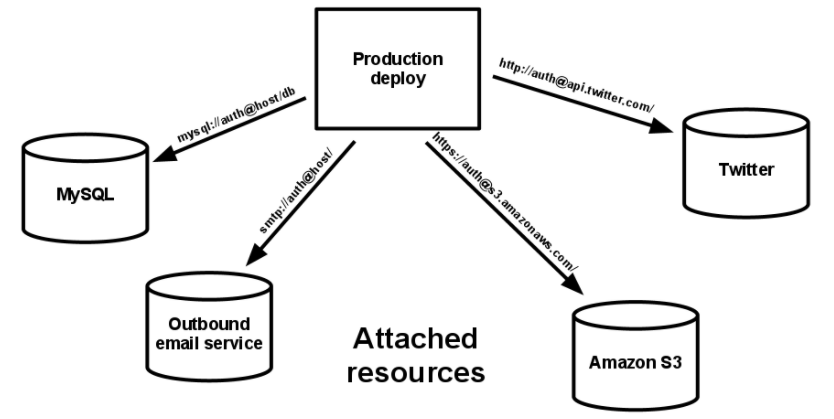 Production
deploy
mysql://auth@host/db
http://auth@api.twitter.com/
smtp://auth@host/
https://auth@s3.amazonaws.com/
MySQL
Twitter
Outbound
email service
Attached
resources
Amazon S3